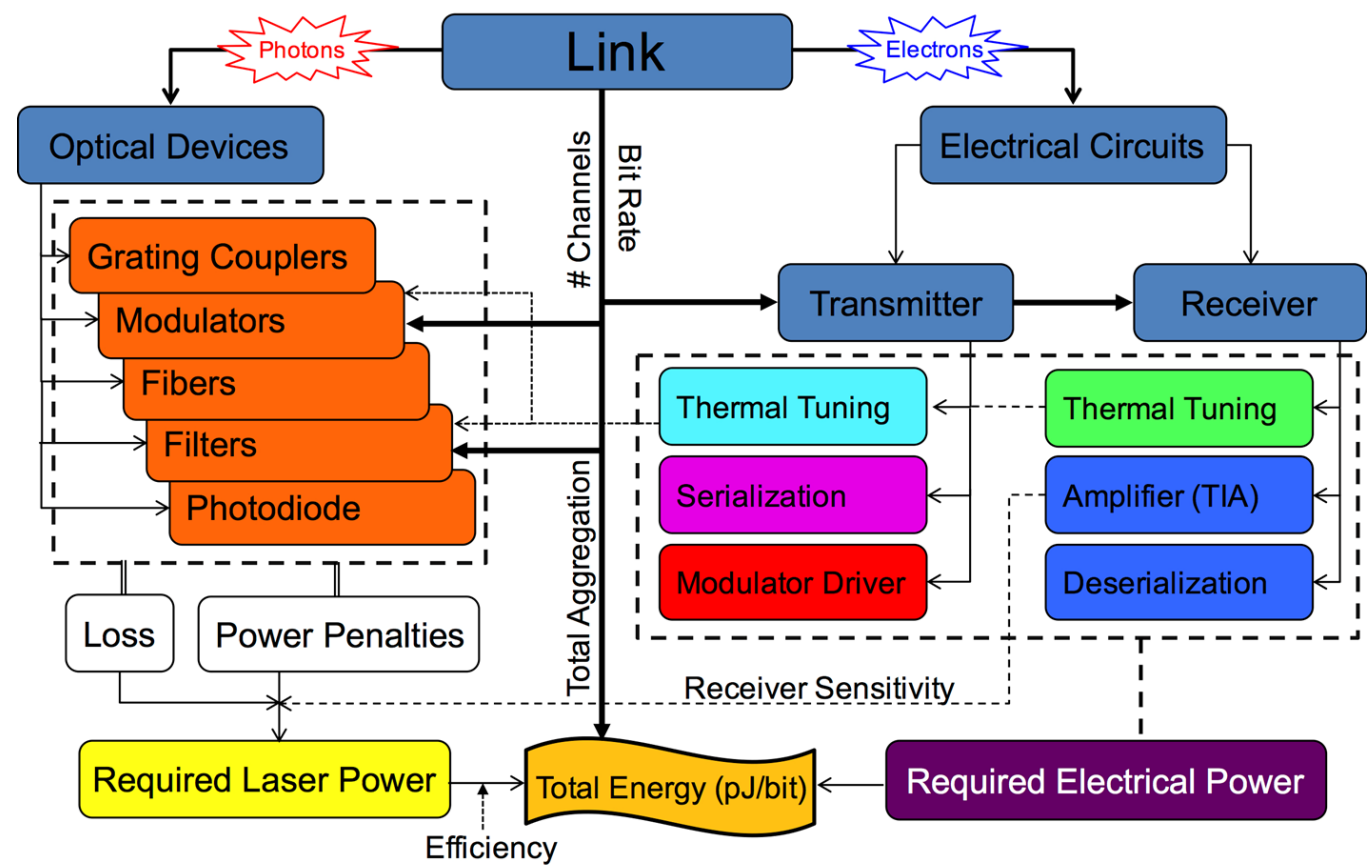 Link
Photons
Electrons
Optical Devices
Electrical Circuits
# Channels
Bit Rate
Grating Couplers
Modulators
Fibers
Filters
Photodiode
Transmitter
Receiver
Thermal Tuning
Serialization
Modulator Driver
Thermal Tuning
Amplifier (TIA)
Deserialization
Total Aggregation
Loss
Power Penalties
Receiver Sensitivity
Required Laser Power
Total Energy (pJ/bit)
Required Electrical Power
Efficiency